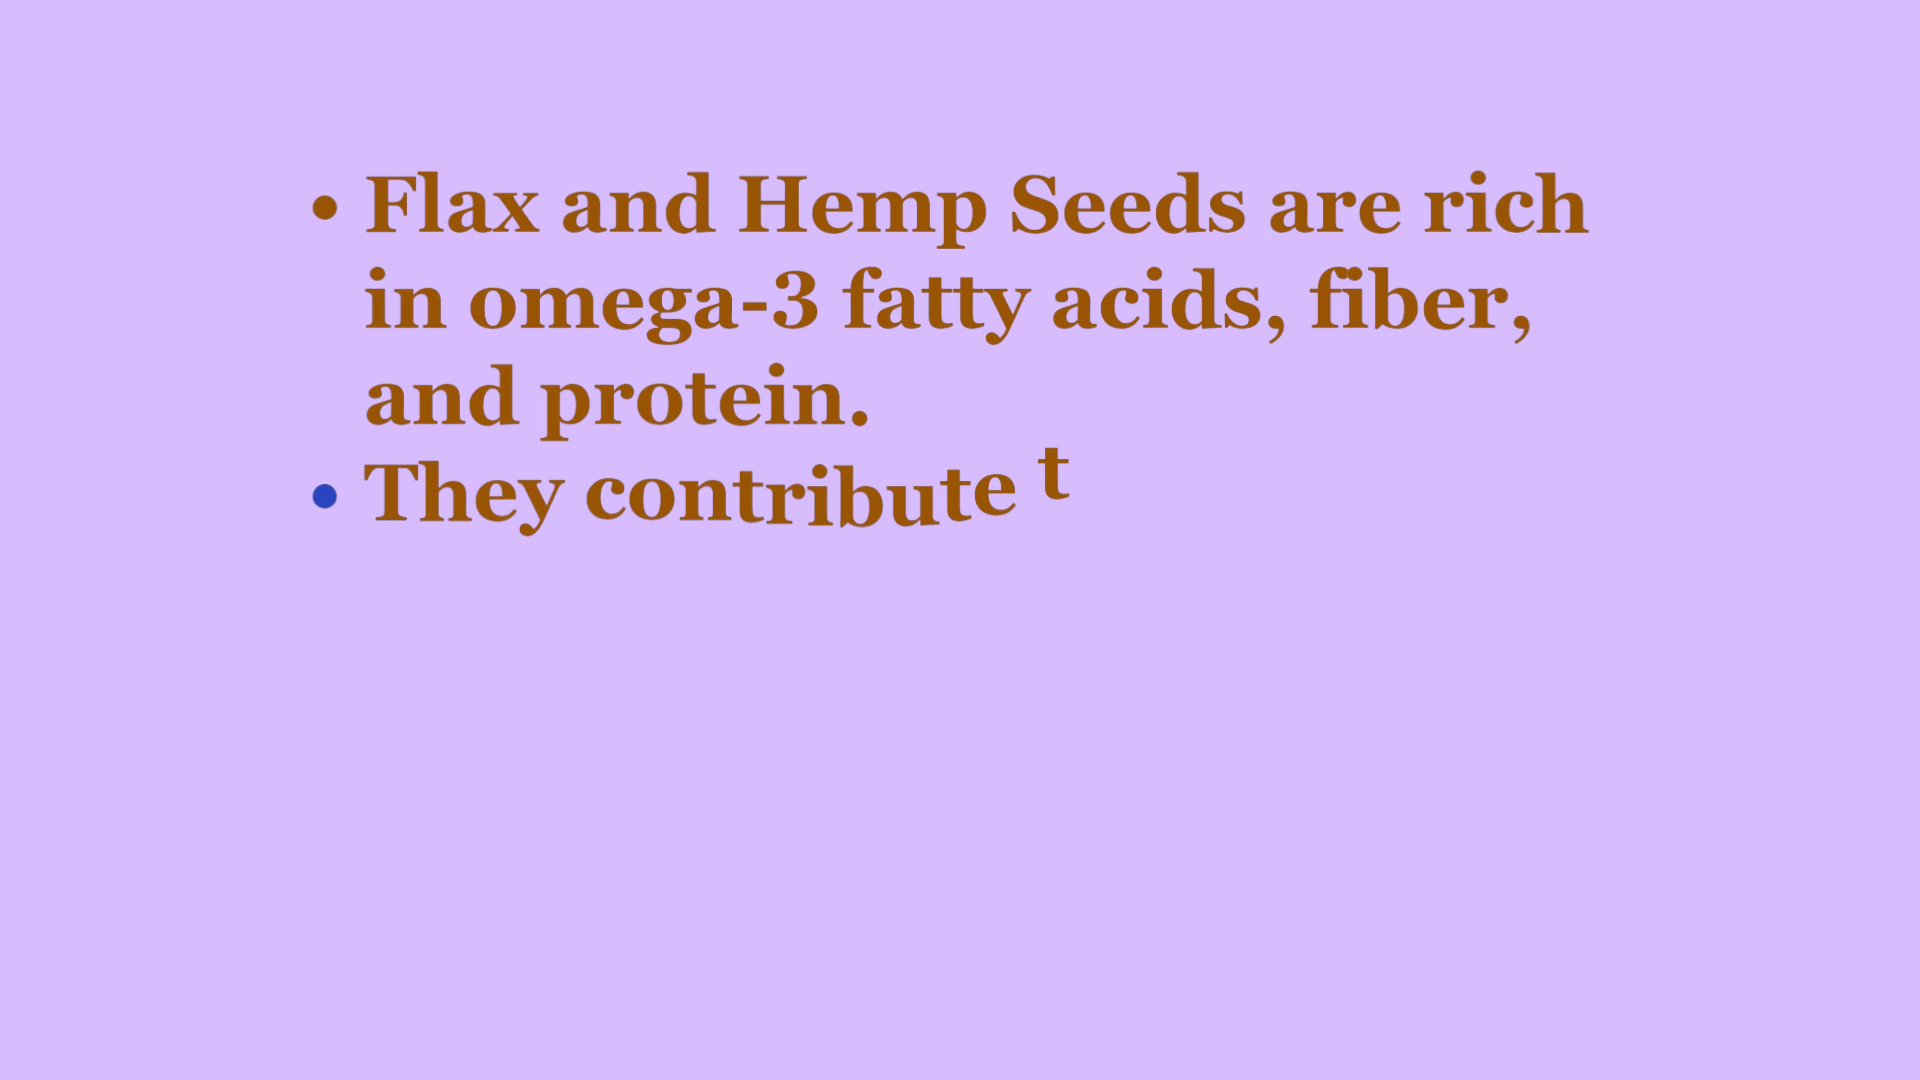 • Flax and Hemp Seeds are rich
in omega-3 fatty acids, fiber,
and protein.
• They contribute t